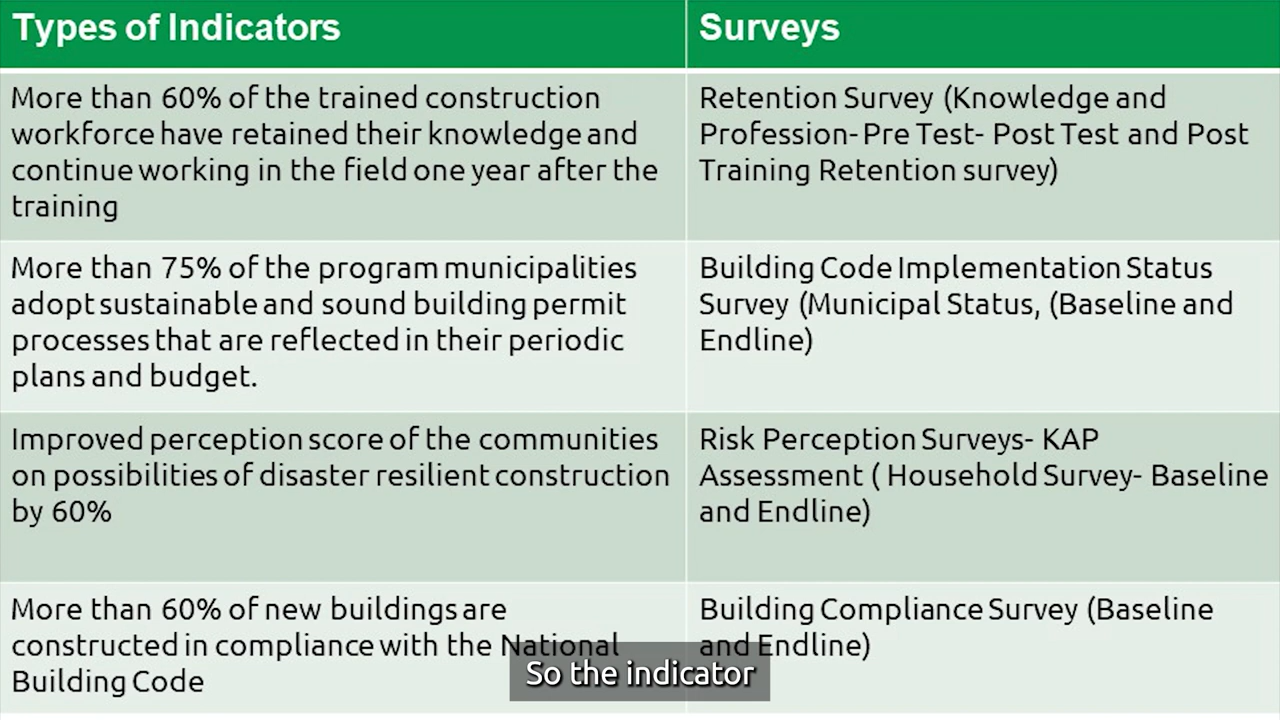 Types of Indicators
Surveys
More than 60% of the trained construction
workforce have retained their knowledge and
continue working in the field one year after the
training
Retention Survey (Knowledge and
Profession- Pre Test- Post Test and Post
Training Retention survey)
More than 75% of the program municipalities
adopt sustainable and sound building permit
processes that are reflected in their periodic
plans and budget.
Building Code Implementation Status
Survey (Municipal Status, (Baseline and
Endline)
Improved perception score of the communities
on possibilities of disaster resilient construction
by 60%
Risk Perception Surveys- KAP
Assessment ( Household Survey- Baseline
and Endline)
More than 60% of new buildings are
constructed in compliance with the National
Building Code
Building Compliance Survey (Baseline
and Endline)
So the indicator